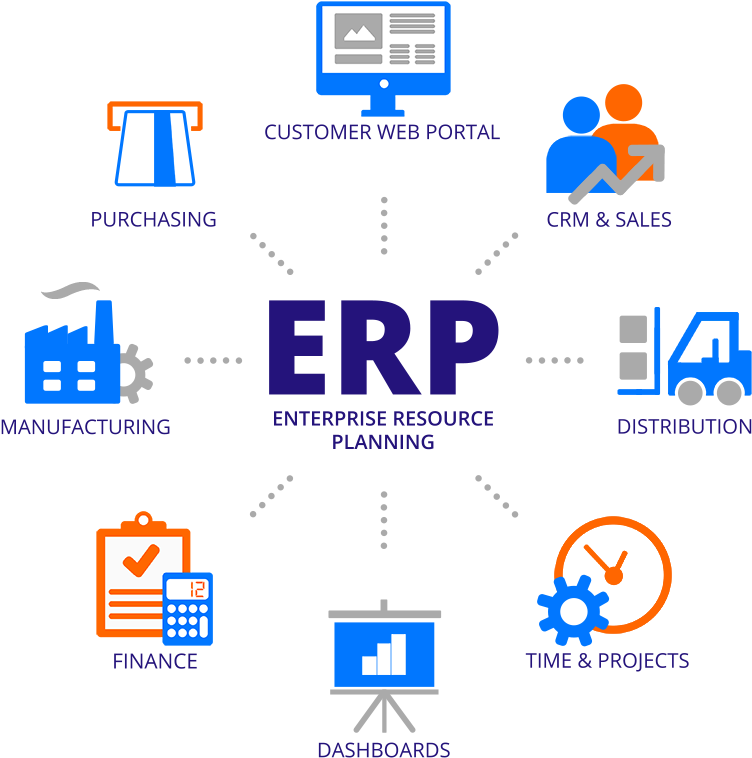 CUSTOMER WEB PORTAL
PURCHASING
CRM & SALES
ERP
ENTERPRISE RESOURCE
PLANNING
MANUFACTURING
DISTRIBUTION
12
FINANCE
TIME & PROJECTS
DASHBOARDS